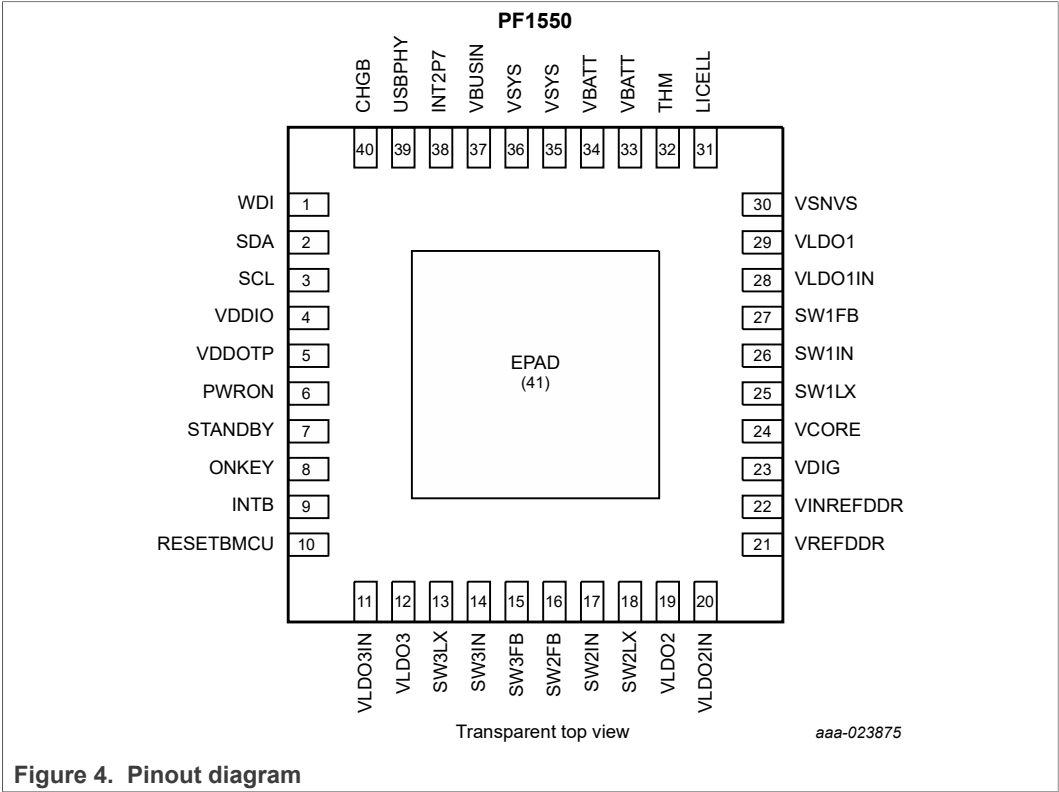 PF1550
CHGB
USBPHY
INT2P7
VBUSIN
VSYS
VSYS
VBATT
VBATT
THM
LICELL
40 39 38 37 36 35 34 33 32 31
WDI 1
SDA 2
SCL 3
VDDIO 4
VDDOTP 5
PWRON 6
STANDBY 7
ONKEY 8
INTB 9
RESETBMCU 10
EPAD
(41)
30 VSNVS
29 VLDO1
28 VLDO1IN
27 SW1FB
26 SW1IN
25 SW1LX
24 VCORE
23 VDIG
22 VINREFDDR
21 VREFDDR
11 12 13 14 15 16 17 18 19 20
VLDO3IN
VLDO3
SW3LX
SW3IN
SW3FB
SW2FB
SW2IN
SW2LX
VLDO2
VLDO2IN
Transparent top view
aaa-023875
Figure 4. Pinout diagram